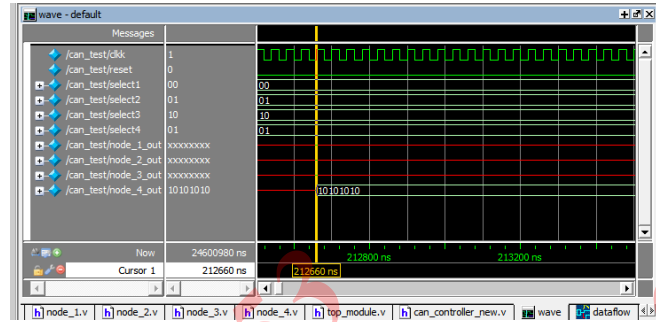 wave - default
Messages
/can_test/clkk 1
/can_test/reset 0
/can_test/select1 00 00
/can_test/select2 01 01
/can_test/select3 10 10
/can_test/select4 01 01
/can_test/node_1_out xxxxxxxx
/can_test/node_2_out xxxxxxxx
/can_test/node_3_out xxxxxxxx
/can_test/node_4_out 10101010 10101010
Now 24600980 ns 212800 ns 213200 ns
Cursor 1 212660 ns 212660 ns
node_1.v node_2.v node_3.v node_4.v top_module.v can_controller_new.v wave dataflow